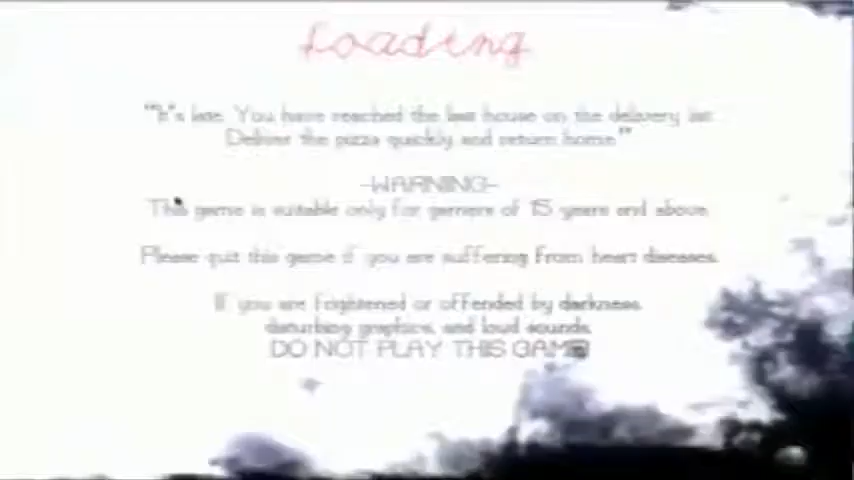 Loading
"It's late. You have reached the last house on the delivery list.
Deliver the pizza quickly and return home."
-WARNING-
This game is suitable only for gamers of 15 years and above.
Please quit this game if you are suffering from heart diseases.
If you are frightened or offended by darkness,
disturbing graphics, and loud sounds.
DO NOT PLAY THIS GAME